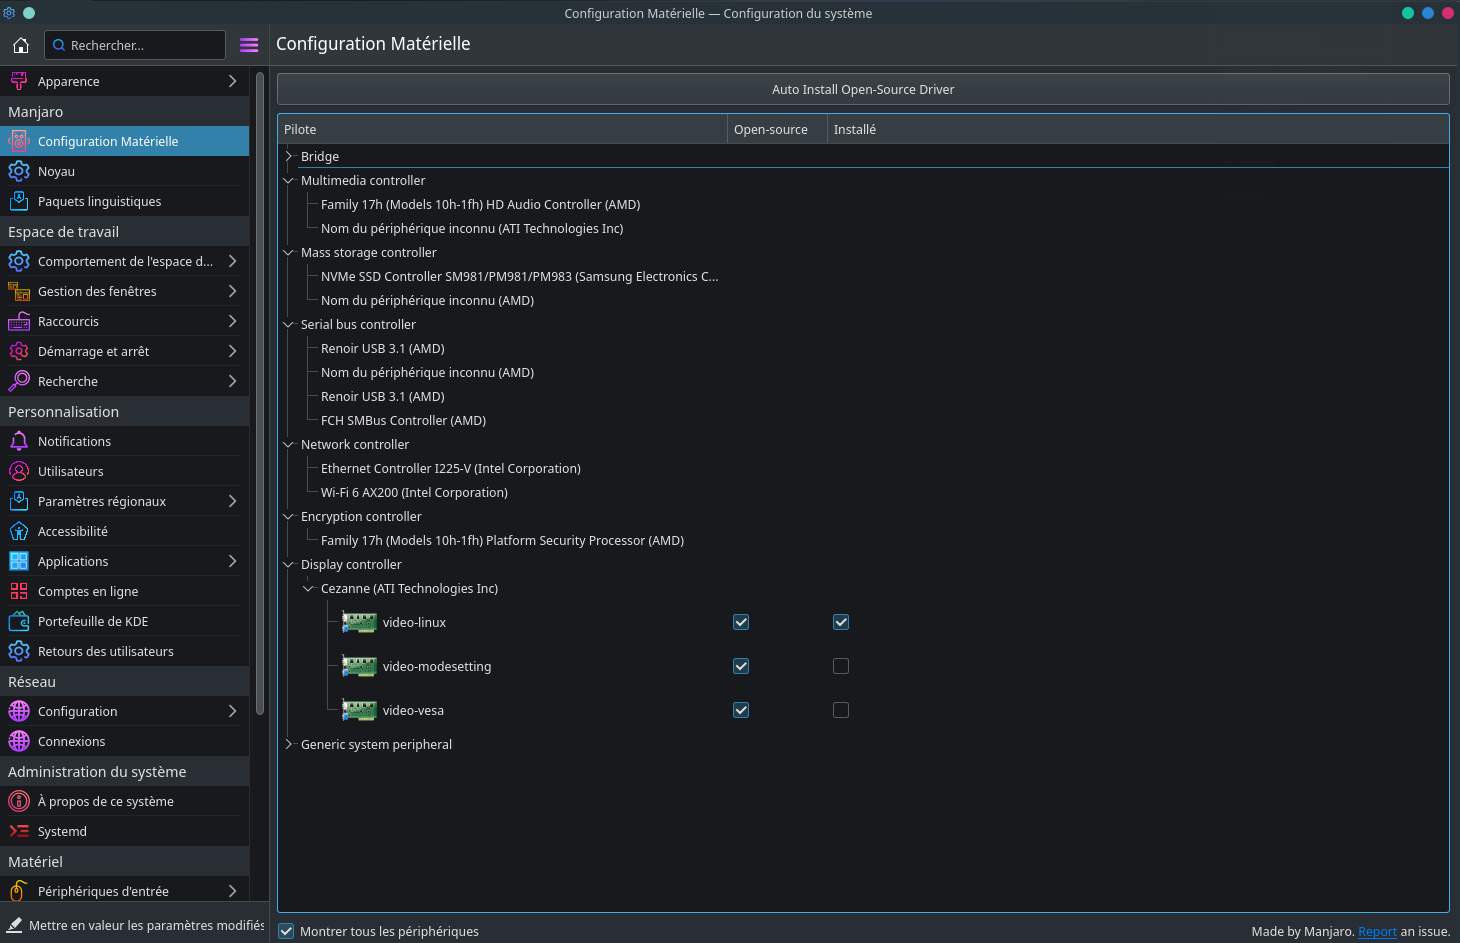 Configuration Matérielle — Configuration du système
Rechercher...
Configuration Matérielle
Apparence
Manjaro
Configuration Matérielle
Noyau
Paquets linguistiques
Espace de travail
Comportement de l'espace d...
Gestion des fenêtres
Raccourcis
Démarrage et arrêt
Recherche
Personnalisation
Notifications
Utilisateurs
Paramètres régionaux
Accessibilité
Applications
Comptes en ligne
Portefeuille de KDE
Retours des utilisateurs
Réseau
Configuration
Connexions
Administration du système
À propos de ce système
Systemd
Matériel
Périphériques d'entrée
Mettre en valeur les paramètres modifiés
Auto Install Open-Source Driver
Pilote Open-source Installé
Bridge
Multimedia controller
Family 17h (Models 10h-1fh) HD Audio Controller (AMD)
Nom du périphérique inconnu (ATI Technologies Inc)
Mass storage controller
NVMe SSD Controller SM981/PM981/PM983 (Samsung Electronics C...
Nom du périphérique inconnu (AMD)
Serial bus controller
Renoir USB 3.1 (AMD)
Nom du périphérique inconnu (AMD)
Renoir USB 3.1 (AMD)
FCH SMBus Controller (AMD)
Network controller
Ethernet Controller I225-V (Intel Corporation)
Wi-Fi 6 AX200 (Intel Corporation)
Encryption controller
Family 17h (Models 10h-1fh) Platform Security Processor (AMD)
Display controller
Cezanne (ATI Technologies Inc)
video-linux
video-modesetting
video-vesa
Generic system peripheral
Montrer tous les périphériques
Made by Manjaro. Report an issue.